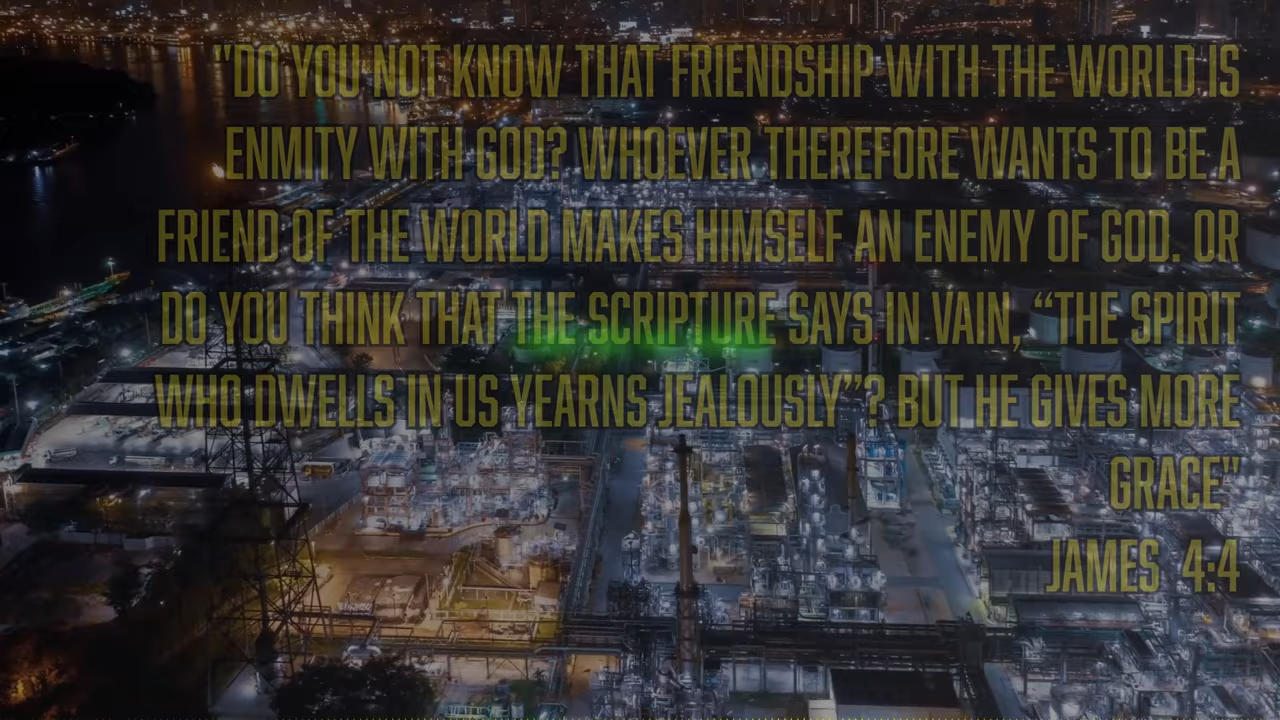 "DO YOU NOT KNOW THAT FRIENDSHIP WITH THE WORLD IS
ENMITY WITH GOD? WHOEVER THEREFORE WANTS TO BE A
FRIEND OF THE WORLD MAKES HIMSELF AN ENEMY OF GOD. OR
DO YOU THINK THAT THE SCRIPTURE SAYS IN VAIN, “THE SPIRIT
WHO DWELLS IN US YEARNS JEALOUSLY”? BUT HE GIVES MORE
GRACE"
JAMES 4:4